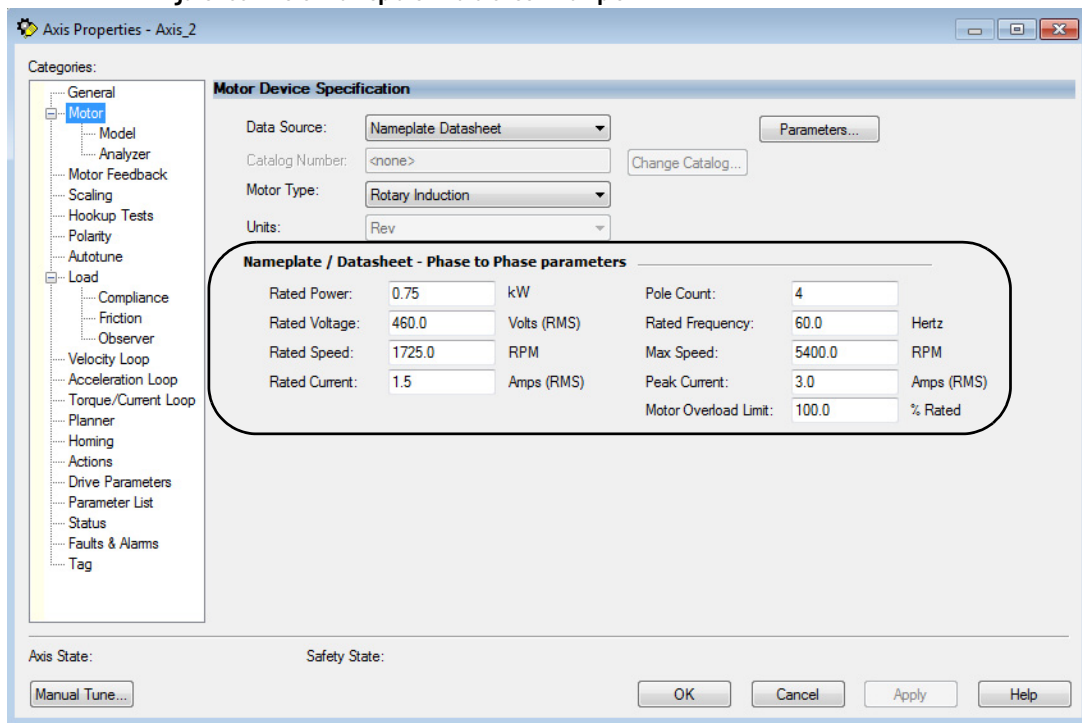 Axis Properties - Axis_2
Categories:
General
Motor
Model
Analyzer
Motor Feedback
Scaling
Hookup Tests
Polarity
Autotune
Load
Compliance
Friction
Observer
Velocity Loop
Acceleration Loop
Torque/Current Loop
Planner
Homing
Actions
Drive Parameters
Parameter List
Status
Faults & Alarms
Tag
Motor Device Specification
Data Source: Nameplate Datasheet Parameters...
Catalog Number: <none> Change Catalog...
Motor Type: Rotary Induction
Units: Rev
Nameplate / Datasheet - Phase to Phase parameters
Rated Power: 0.75 kW Pole Count: 4
Rated Voltage: 460.0 Volts (RMS) Rated Frequency: 60.0 Hertz
Rated Speed: 1725.0 RPM Max Speed: 5400.0 RPM
Rated Current: 1.5 Amps (RMS) Peak Current: 3.0 Amps (RMS)
Motor Overload Limit: 100.0 % Rated
Axis State: Safety State:
Manual Tune... OK Cancel Apply Help